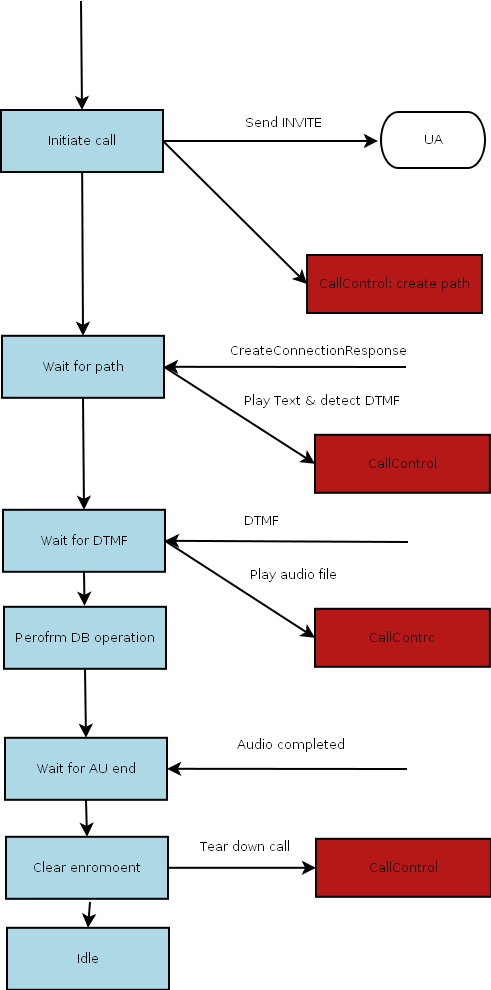 Send INVITE
Initiate call
UA
CallControl: create path
CreateConnectionResponse
Wait for path
Play Text & detect DTMF
CallControl
DTMF
Wait for DTMF
Play audio file
Perofrm DB operation
CallContrc
Audio completed
Wait for AU end
Tear down call
Clear enromoent
CallControl
Idle